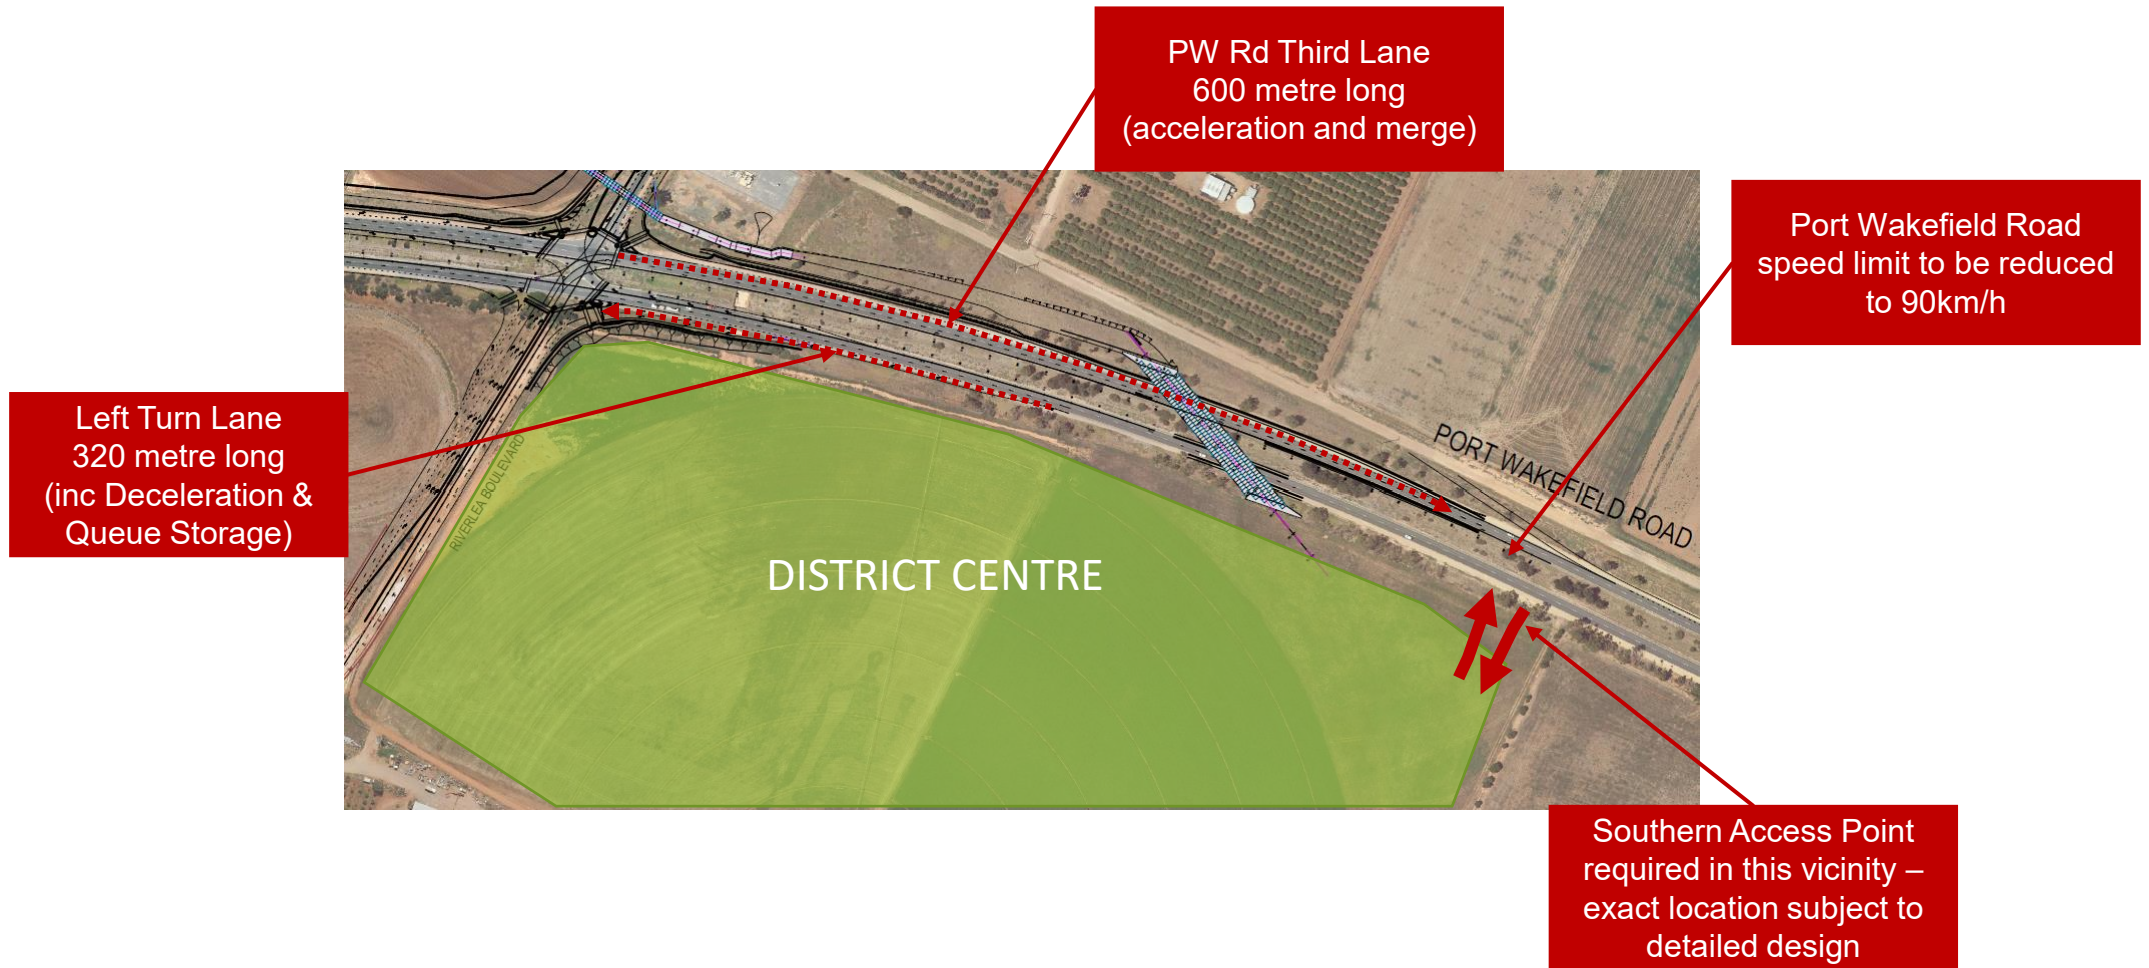 PW Rd Third Lane
600 metre long
(acceleration and merge)
Port Wakefield Road
speed limit to be reduced
to 90km/h
Left Turn Lane
320 metre long
(inc Deceleration &
Queue Storage)
RIVERLEA BOULEVARD
PORT WAKEFIELD ROAD
DISTRICT CENTRE
Southern Access Point
required in this vicinity –
exact location subject to
detailed design